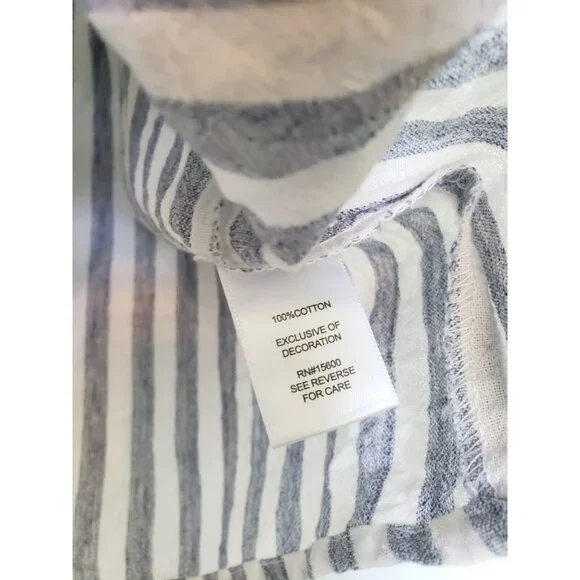 100%COTTON
EXCLUSIVE OF
DECORATION
RN#15600
SEE REVERSE
FOR CARE